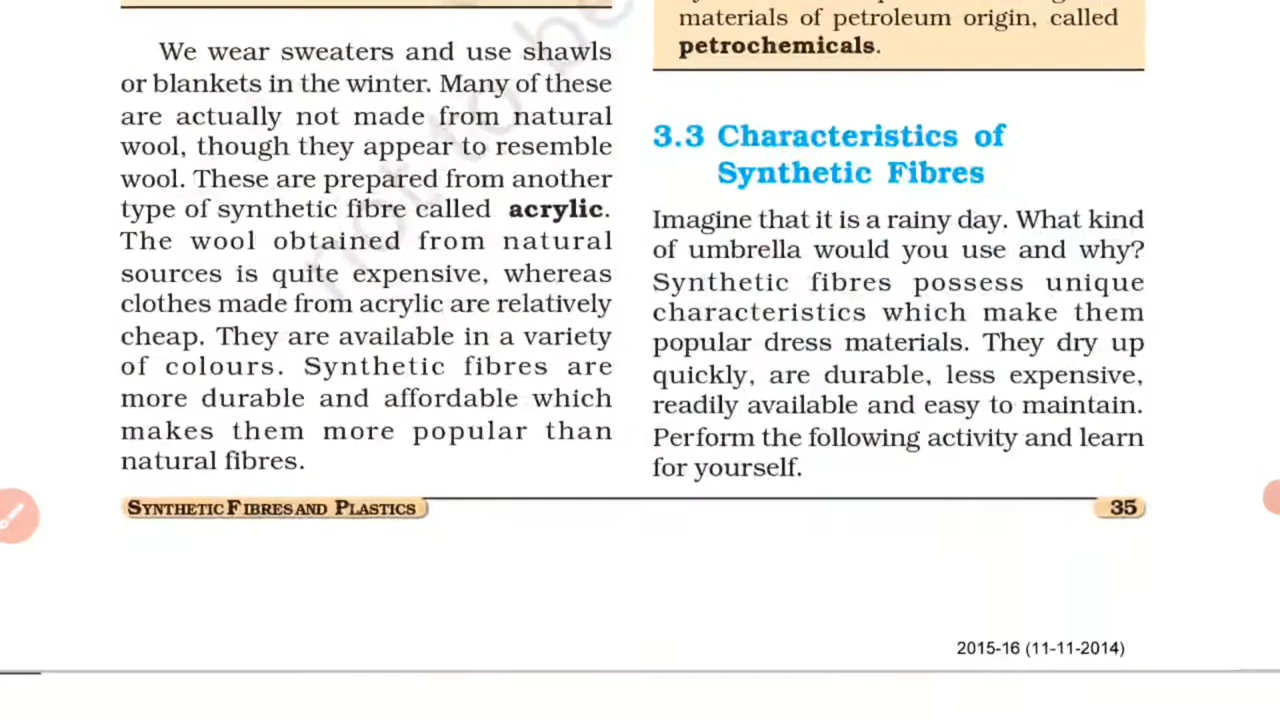 We wear sweaters and use shawls
or blankets in the winter. Many of these
are actually not made from natural
wool, though they appear to resemble
wool. These are prepared from another
type of synthetic fibre called acrylic.
The wool obtained from natural
sources is quite expensive, whereas
clothes made from acrylic are relatively
cheap. They are available in a variety
of colours. Synthetic fibres are
more durable and affordable which
makes them more popular than
natural fibres.
materials of petroleum origin, called
petrochemicals.
3.3 Characteristics of
Synthetic Fibres
Imagine that it is a rainy day. What kind
of umbrella would you use and why?
Synthetic fibres possess unique
characteristics which make them
popular dress materials. They dry up
quickly, are durable, less expensive,
readily available and easy to maintain.
Perform the following activity and learn
for yourself.
SYNTHETIC FIBRES AND PLASTICS
35
2015-16 (11-11-2014)
not to be